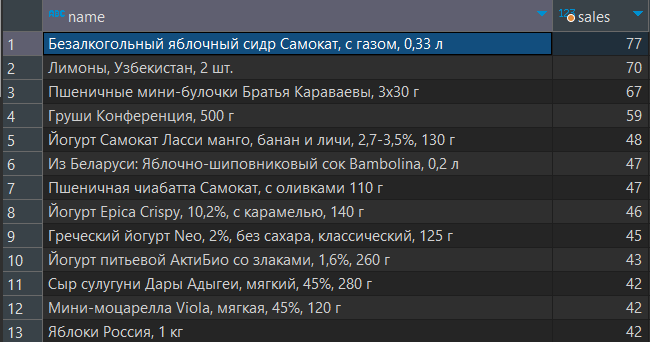 ABC name 123 sales
1 Безалкогольный яблочный сидр Самокат, с газом, 0,33 л 77
2 Лимоны, Узбекистан, 2 шт. 70
3 Пшеничные мини-булочки Братья Караваевы, 3х30 г 67
4 Груши Конференция, 500 г 59
5 Йогурт Самокат Ласси манго, банан и личи, 2,7-3,5%, 130 г 48
6 Из Беларуси: Яблочно-шиповниковый сок Bambolina, 0,2 л 47
7 Пшеничная чиабатта Самокат, с оливками 110 г 47
8 Йогурт Epica Crispy, 10,2%, с карамелью, 140 г 46
9 Греческий йогурт Neo, 2%, без сахара, классический, 125 г 45
10 Йогурт питьевой АктиБио со злаками, 1,6%, 260 г 43
11 Сыр сулугуни Дары Адыгеи, мягкий, 45%, 280 г 42
12 Мини-моцарелла Viola, мягкая, 45%, 120 г 42
13 Яблоки Россия, 1 кг 42